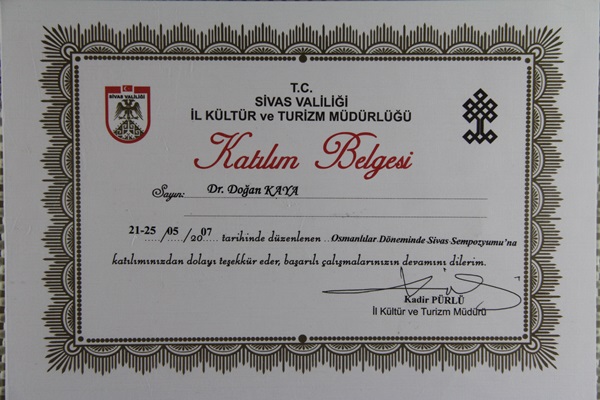 T.C.
SİVAS VALİLİĞİ
SİVAS VALİLİĞİ
İL KÜLTÜR ve TURİZM MÜDÜRLÜĞÜ
Katılım Belgesi
Sayın: Dr. Doğan KAYA
21-25/05/2007 tarihinde düzenlenen ..Osmanlılar Döneminde Sivas Sempozyumu'na
katılımınızdan dolayı teşekkür eder, başarılı çalışmalarınızın devamını dilerim.
Kadir PÜRLÜ
İl Kültür ve Turizm Müdürü